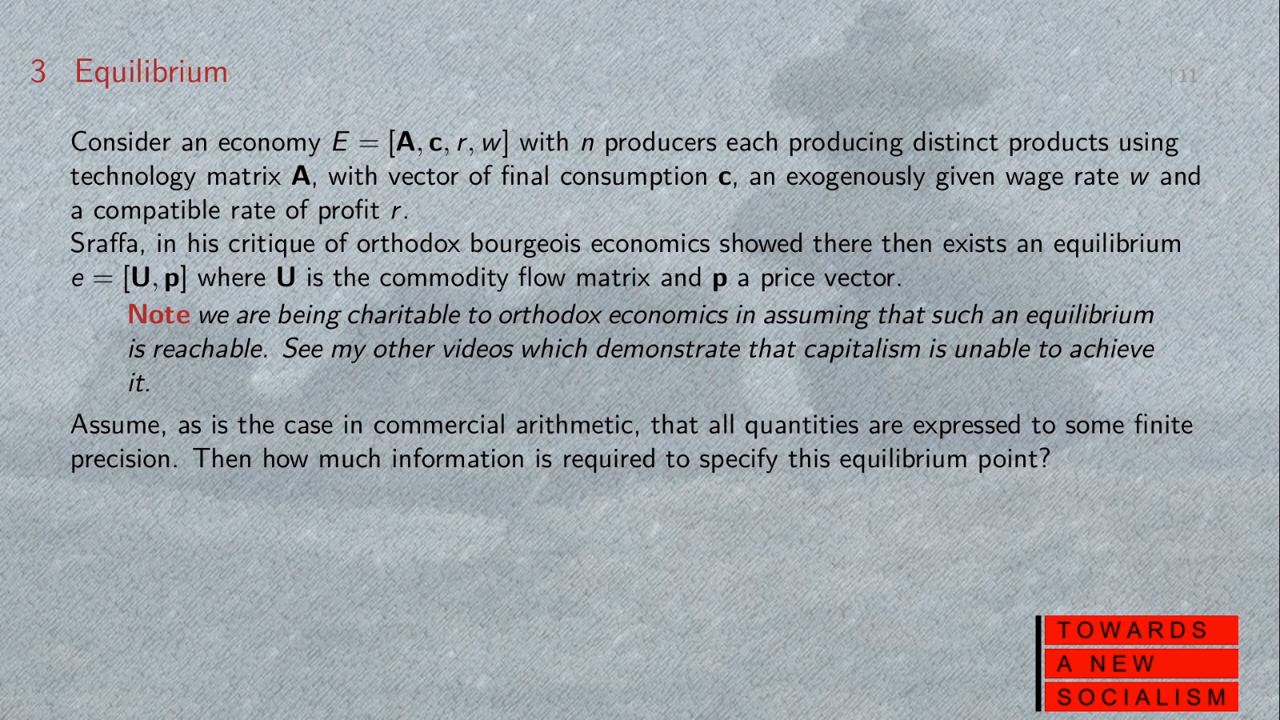 3 Equilibrium
| 11
Consider an economy E = [A, c, r, w] with n producers each producing distinct products using
technology matrix A, with vector of final consumption c, an exogenously given wage rate w and
a compatible rate of profit r.
Sraffa, in his critique of orthodox bourgeois economics showed there then exists an equilibrium
e = [U, p] where U is the commodity flow matrix and p a price vector.
Note we are being charitable to orthodox economics in assuming that such an equilibrium
is reachable. See my other videos which demonstrate that capitalism is unable to achieve
it.
Assume, as is the case in commercial arithmetic, that all quantities are expressed to some finite
precision. Then how much information is required to specify this equilibrium point?
TOWARDS
A NEW
SOCIALISM